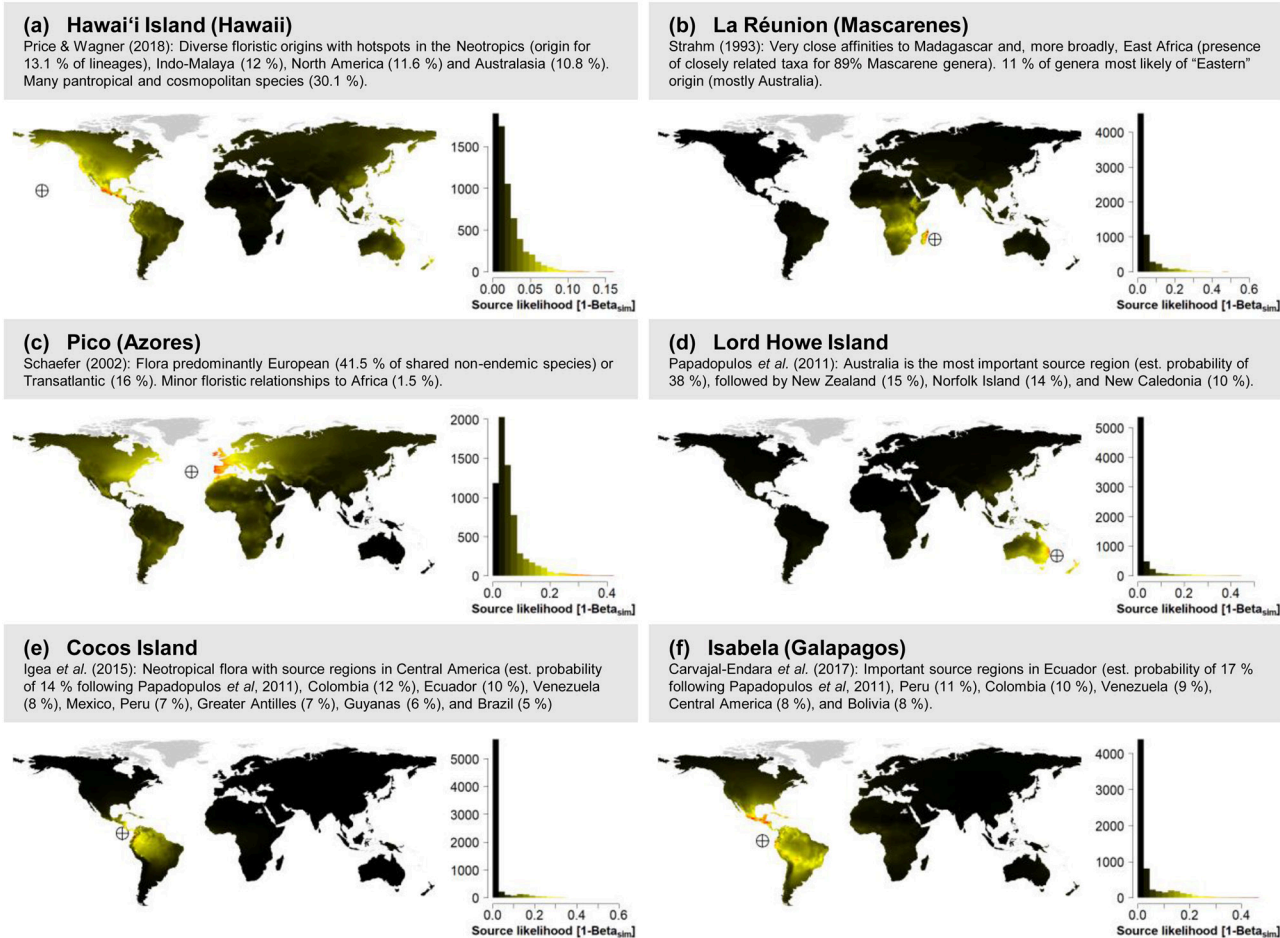 (a) Hawaiʻi Island (Hawaii)
Price & Wagner (2018): Diverse floristic origins with hotspots in the Neotropics (origin for
13.1 % of lineages), Indo-Malaya (12 %), North America (11.6 %) and Australasia (10.8 %).
Many pantropical and cosmopolitan species (30.1 %).
1500
1000
500
0
0.00 0.05 0.10 0.15
Source likelihood [1-Betasim]
(b) La Réunion (Mascarenes)
Strahm (1993): Very close affinities to Madagascar and, more broadly, East Africa (presence
of closely related taxa for 89% Mascarene genera). 11 % of genera most likely of “Eastern”
origin (mostly Australia).
4000
3000
2000
1000
0
0.0 0.2 0.4 0.6
Source likelihood [1-Betasim]
(c) Pico (Azores)
Schaefer (2002): Flora predominantly European (41.5 % of shared non-endemic species) or
Transatlantic (16 %). Minor floristic relationships to Africa (1.5 %).
2000
1500
1000
500
0
0.0 0.2 0.4
Source likelihood [1-Betasim]
(d) Lord Howe Island
Papadopulos et al. (2011): Australia is the most important source region (est. probability of
38 %), followed by New Zealand (15 %), Norfolk Island (14 %), and New Caledonia (10 %).
5000
4000
3000
2000
1000
0
0.0 0.2 0.4
Source likelihood [1-Betasim]
(e) Cocos Island
Igea et al. (2015): Neotropical flora with source regions in Central America (est. probability
of 14 % following Papadopulos et al, 2011), Colombia (12 %), Ecuador (10 %), Venezuela
(8 %), Mexico, Peru (7 %), Greater Antilles (7 %), Guyanas (6 %), and Brazil (5 %)
5000
4000
3000
2000
1000
0
0.0 0.2 0.4 0.6
Source likelihood [1-Betasim]
(f) Isabela (Galapagos)
Carvajal-Endara et al. (2017): Important source regions in Ecuador (est. probability of 17 %
following Papadopulos et al, 2011), Peru (11 %), Colombia (10 %), Venezuela (9 %),
Central America (8 %), and Bolivia (8 %).
4000
3000
2000
1000
0
0.0 0.2 0.4
Source likelihood [1-Betasim]